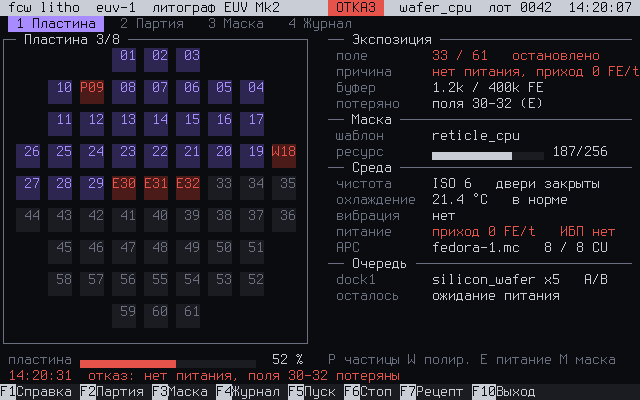 fcw litho euv-1 литограф EUV Mk2 ОТКАЗ wafer_cpu лот 0042 14:20:07
1 Пластина 2 Партия 3 Маска 4 Журнал
Пластина 3/8
01 02 03
10 P09 08 07 06 05 04
11 12 13 14 15 16 17
26 25 24 23 22 21 20 19 W18
27 28 29 E30 E31 E32 33 34 35
44 43 42 41 40 39 38 37 36
45 46 47 48 49 50 51
58 57 56 55 54 53 52
59 60 61
Экспозиция
поле 33 / 61 остановлено
причина нет питания, приход 0 FE/t
буфер 1.2k / 400k FE
потеряно поля 30-32 (E)
Маска
шаблон reticle_cpu
ресурс 187/256
Среда
чистота ISO 6 двери закрыты
охлаждение 21.4 °C в норме
вибрация нет
питание приход 0 FE/t ИБП нет
APC fedora-1.mc 8 / 8 CU
Очередь
dock1 silicon_wafer x5 A/B
осталось ожидание питания
пластина 52 % P частицы W полир. E питание M маска
14:20:31 отказ: нет питания, поля 30-32 потеряны
F1Справка F2Партия F3Маска F4Журнал F5Пуск F6Стоп F7Рецепт F10Выход